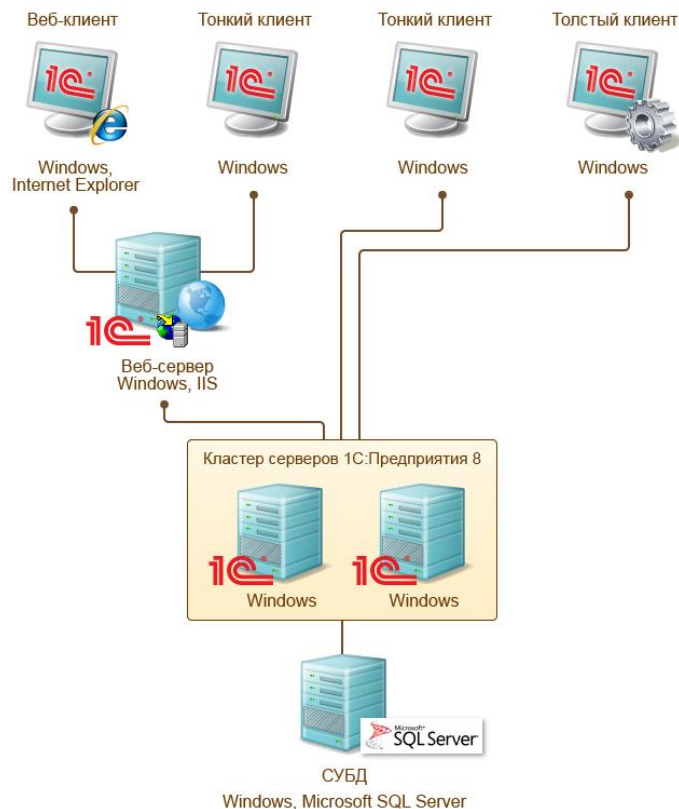 Веб-клиент
Тонкий клиент
Тонкий клиент
Толстый клиент
1С
1С
1С
1С
Windows,
Internet Explorer
Windows
Windows
Windows
1С
Веб-сервер
Windows, IIS
Кластер серверов 1С:Предприятия 8
1С
1С
Windows
Windows
Microsoft
SQL Server
СУБД
Windows, Microsoft SQL Server